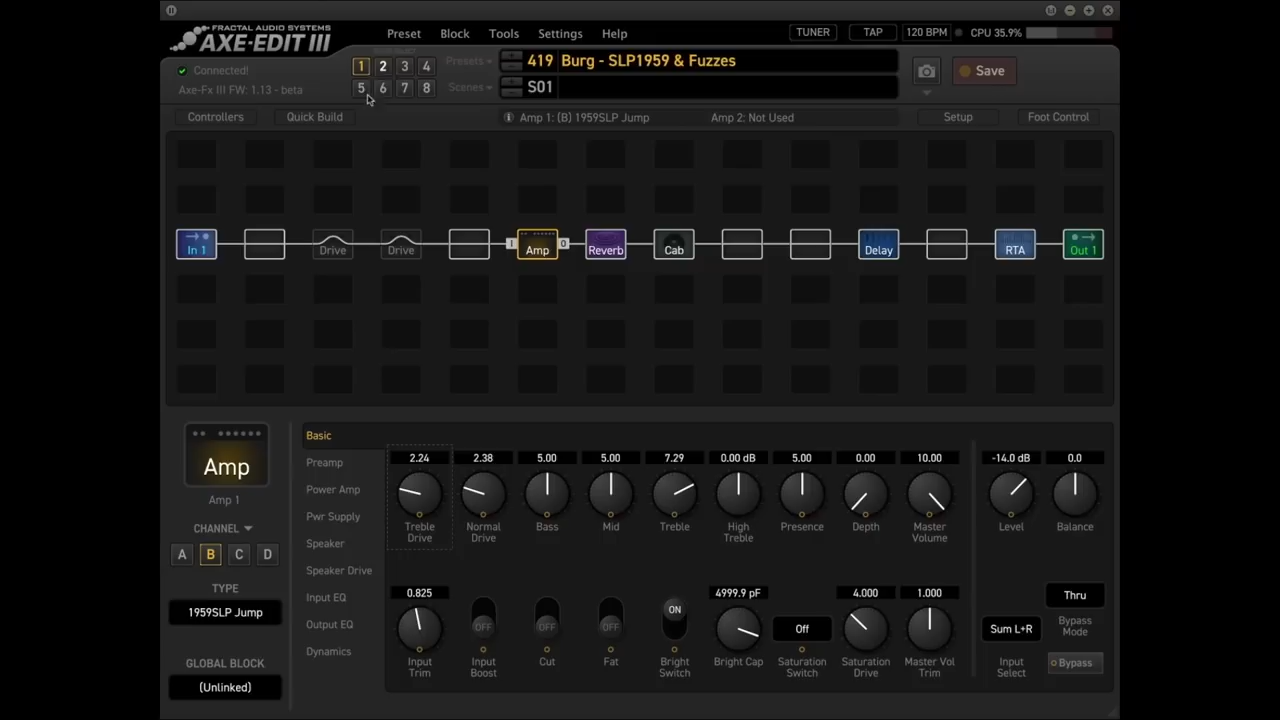 FRACTAL AUDIO SYSTEMS
AXE-EDIT III
Preset Block Tools Settings Help
TUNER TAP 120 BPM CPU 35.9%
Connected!
Axe-Fx III FW: 1.13 - beta
1 2 3 4
5 6 7 8
Presets 419 Burg - SLP1959 & Fuzzes
Scenes S01
Save
Controllers Quick Build Amp 1: (B) 1959SLP Jump Amp 2: Not Used Setup Foot Control
In 1 Drive Drive I Amp O Reverb Cab Delay RTA Out 1
Amp
Amp 1
CHANNEL
A B C D
TYPE
1959SLP Jump
GLOBAL BLOCK
(Unlinked)
Basic
Preamp
Power Amp
Pwr Supply
Speaker
Speaker Drive
Input EQ
Output EQ
Dynamics
2.24 2.38 5.00 5.00 7.29 0.00 dB 5.00 0.00 10.00 -14.0 dB 0.0
Treble Drive Normal Drive Bass Mid Treble High Treble Presence Depth Master Volume Level Balance
0.825 OFF OFF OFF ON 4999.9 pF Off 4.000 1.000 Sum L+R Thru
Input Trim Input Boost Cut Fat Bright Switch Bright Cap Saturation Switch Saturation Drive Master Vol Trim Input Select Bypass Mode
Bypass